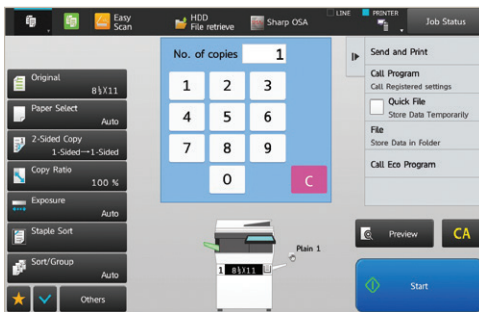 Easy
Scan
HDD
File retrieve
Sharp OSA
LINE
PRINTER
Job Status
No. of copies
1
Original
8½X11
Paper Select
Auto
2-Sided Copy
1-Sided→1-Sided
Copy Ratio
100 %
Exposure
Auto
Staple Sort
Sort/Group
Auto
Others
1 2 3
4 5 6
7 8 9
0 C
Plain 1
1 8½X11
Send and Print
Call Program
Call Registered settings
Quick File
Store Data Temporarily
File
Store Data in Folder
Call Eco Program
Preview
CA
Start